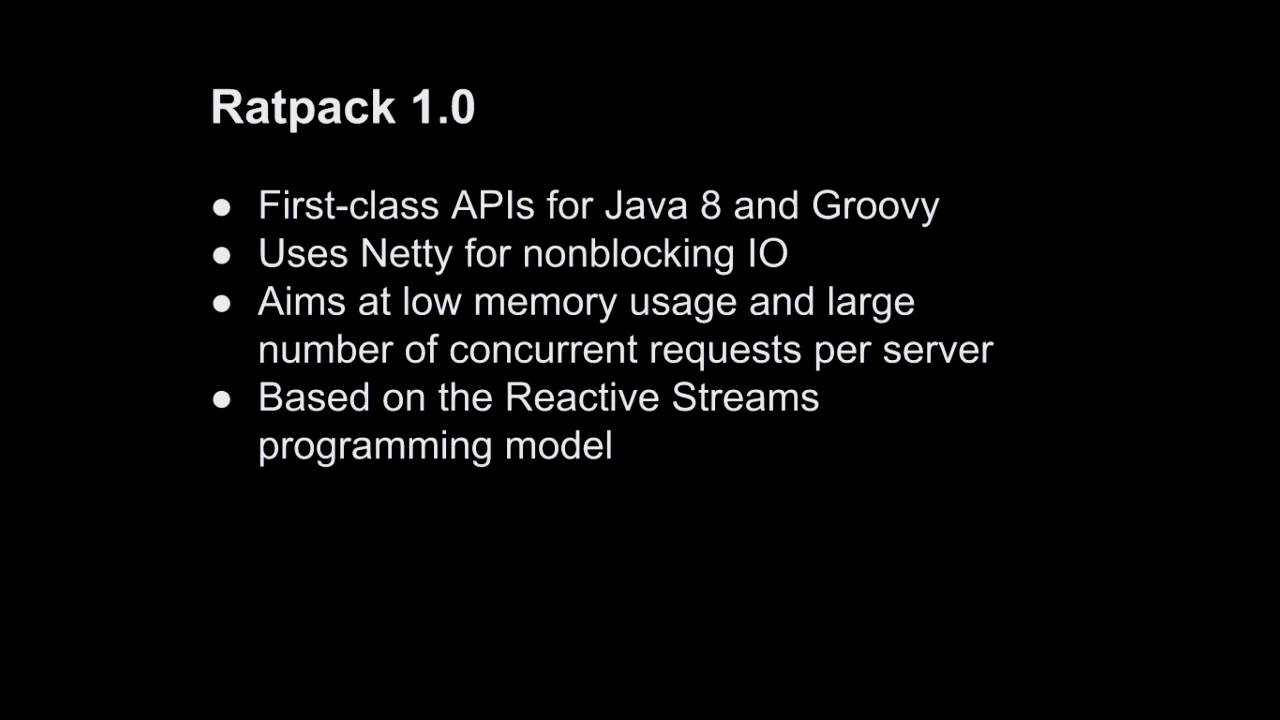 Ratpack 1.0
● First-class APIs for Java 8 and Groovy
● Uses Netty for nonblocking IO
● Aims at low memory usage and large
number of concurrent requests per server
● Based on the Reactive Streams
programming model